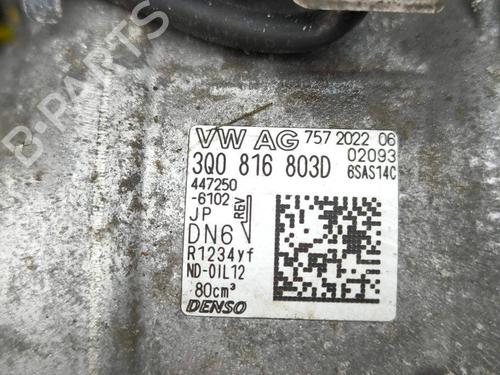 B-PARTS
VW AG 757 2022 06
02093
3Q0 816 803D 6SAS14C
447250
-6102
JP REV
DN6
R1234yf
ND-OIL12
80cm³
DENSO